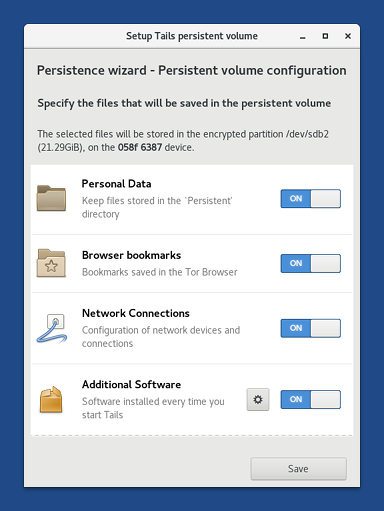 Setup Tails persistent volume
Persistence wizard - Persistent volume configuration
Specify the files that will be saved in the persistent volume
The selected files will be stored in the encrypted partition /dev/sdb2
(21.29GiB), on the 058f 6387 device.
Personal Data
Keep files stored in the `Persistent'
directory
ON
Browser bookmarks
Bookmarks saved in the Tor Browser
ON
Network Connections
Configuration of network devices and
connections
ON
Additional Software
Software installed every time you
start Tails
ON
Save